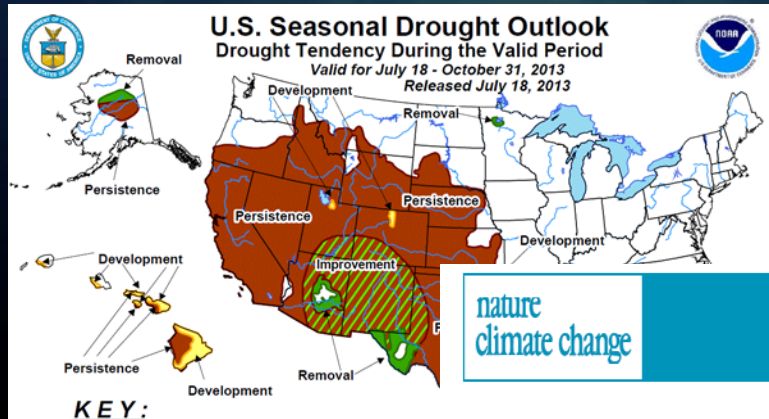 U.S. Seasonal Drought Outlook
Drought Tendency During the Valid Period
Valid for July 18 - October 31, 2013
Released July 18, 2013
NOAA
Removal
Persistence
Development
Removal
Persistence
Persistence
Development
Improvement
Development
Persistence
Development
Removal
KEY:
nature
climate change